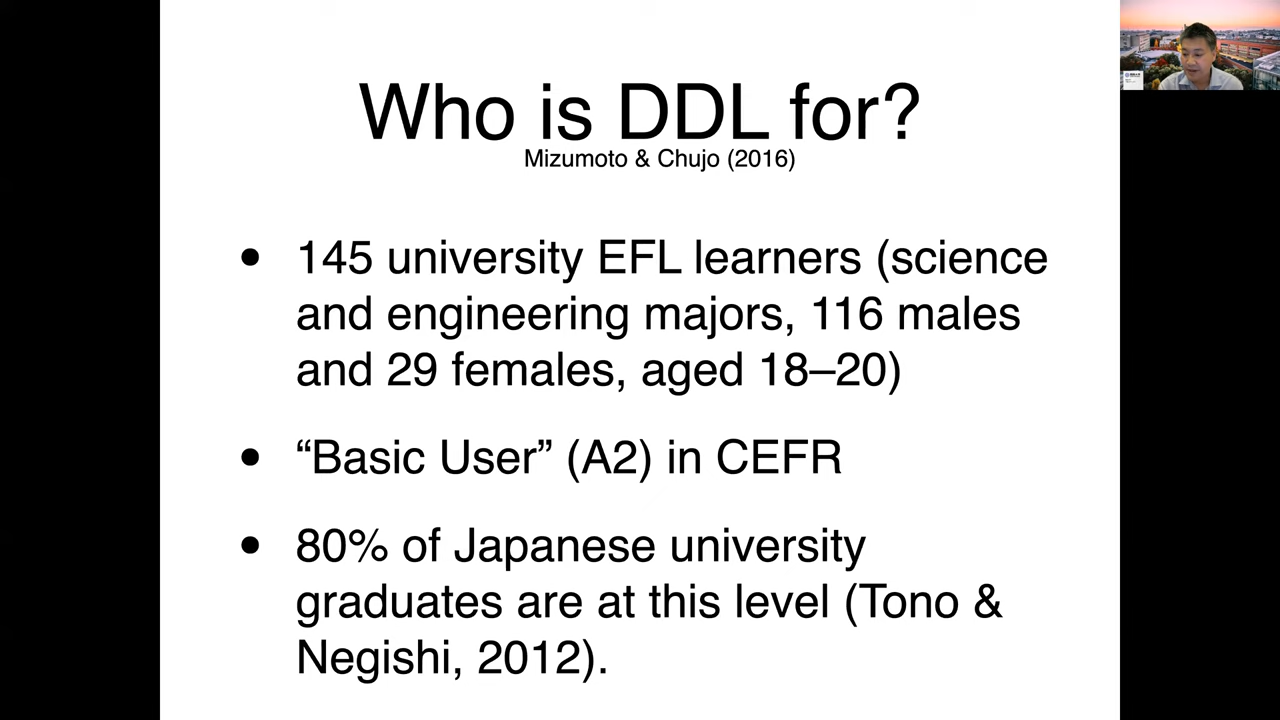 Who is DDL for?
Mizumoto & Chujo (2016)
• 145 university EFL learners (science
and engineering majors, 116 males
and 29 females, aged 18–20)
• “Basic User” (A2) in CEFR
• 80% of Japanese university
graduates are at this level (Tono &
Negishi, 2012).